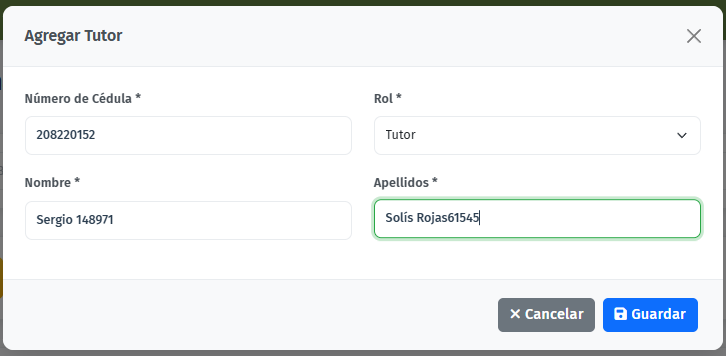 Agregar Tutor
Número de Cédula *
Rol *
208220152
Tutor
Nombre *
Apellidos *
Sergio 148971
Solís Rojas61545
Cancelar
Guardar